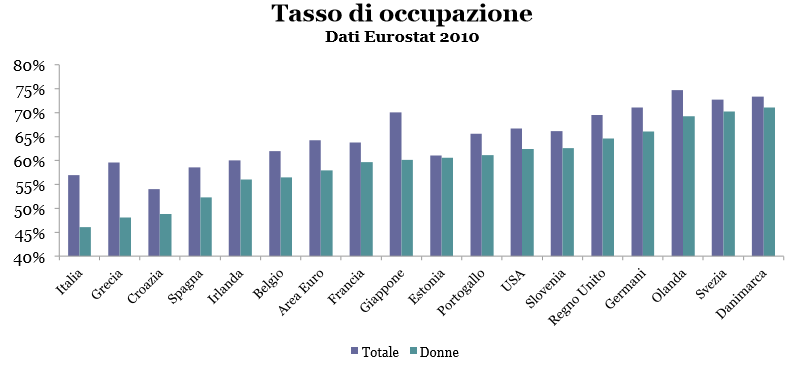 Tasso di occupazione
Dati Eurostat 2010
80%
75%
70%
65%
60%
55%
50%
45%
40%
Italia
Grecia
Croazia
Spagna
Irlanda
Belgio
Area Euro
Francia
Giappone
Estonia
Portogallo
USA
Slovenia
Regno Unito
Germani
Olanda
Svezia
Danimarca
Totale Donne